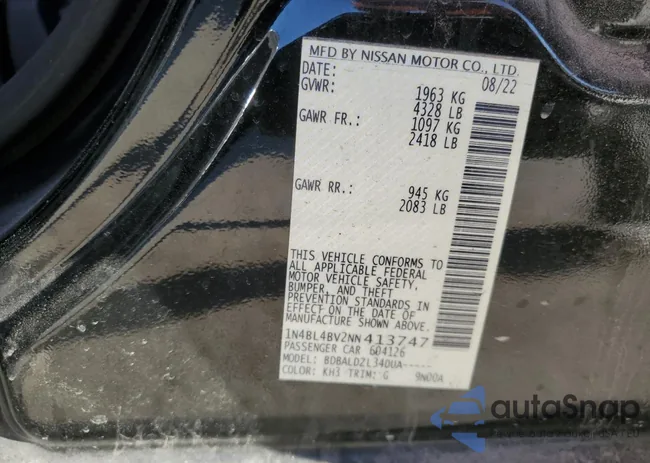 MFD BY NISSAN MOTOR CO., LTD.
DATE: 08/22
GVWR: 1963 KG
4328 LB
GAWR FR.: 1097 KG
2418 LB
GAWR RR.: 945 KG
2083 LB
THIS VEHICLE CONFORMS TO
ALL APPLICABLE FEDERAL
MOTOR VEHICLE SAFETY,
BUMPER, AND THEFT
PREVENTION STANDARDS IN
EFFECT ON THE DATE OF
MANUFACTURE SHOWN ABOVE.
1N4BL4BV2NN413747
PASSENGER CAR 604126
MODEL: BDBALDZL340UA-----
COLOR: KH3 TRIM: G 9N00A
autoSnap